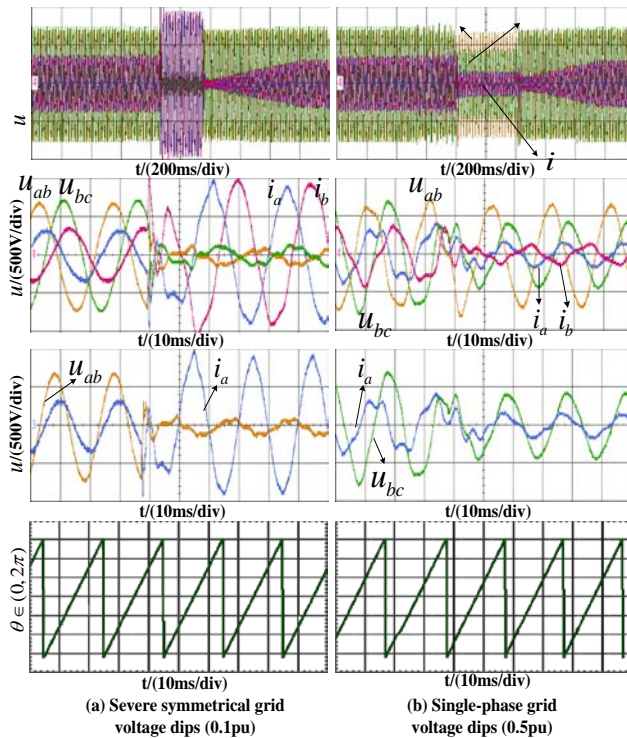 u
i
t/(200ms/div)
t/(200ms/div)
u_ab u_bc i_a i_b
u_ab
u_bc i_a i_b
u/(500V/div)
t/(10ms/div)
t/(10ms/div)
u_ab i_a
i_a
u_bc
u/(500V/div)
t/(10ms/div)
t/(10ms/div)
θ ∈ (0, 2π)
t/(10ms/div)
t/(10ms/div)
(a) Severe symmetrical grid
voltage dips (0.1pu)
(b) Single-phase grid
voltage dips (0.5pu)